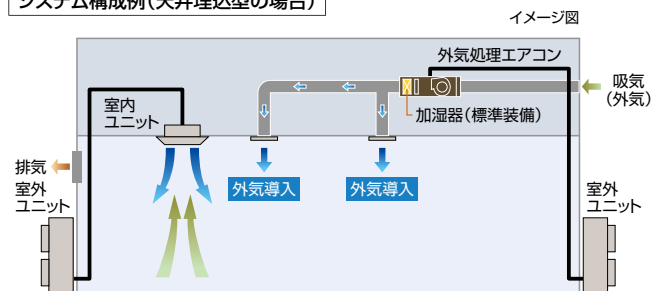 システム構成例(天井埋込型の場合)
イメージ図
外気処理エアコン
吸気
(外気)
加湿器(標準装備)
室内
ユニット
排気
室外
ユニット
外気導入
外気導入
室外
ユニット